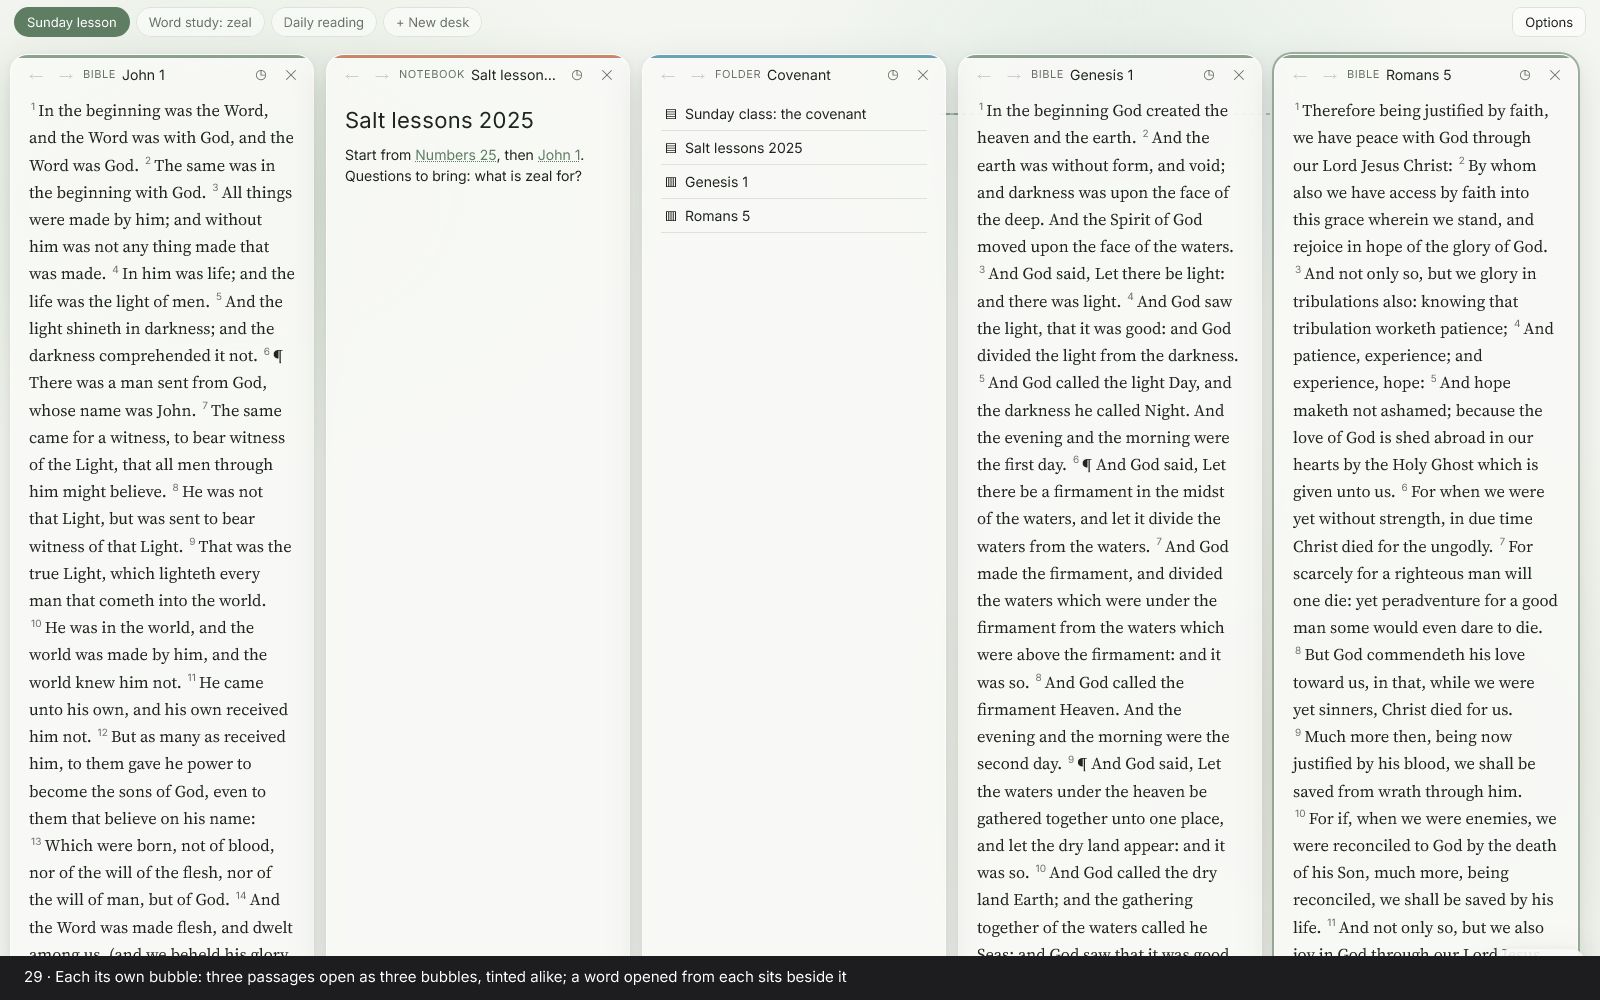 Sunday lesson
Word study: zeal
Daily reading
+ New desk
Options
← → BIBLE John 1
1 In the beginning was the Word,
and the Word was with God, and the
Word was God. 2 The same was in
the beginning with God. 3 All things
were made by him; and without
him was not any thing made that
was made. 4 In him was life; and the
life was the light of men. 5 And the
light shineth in darkness; and the
darkness comprehended it not. 6 ¶
There was a man sent from God,
whose name was John. 7 The same
came for a witness, to bear witness
of the Light, that all men through
him might believe. 8 He was not
that Light, but was sent to bear
witness of that Light. 9 That was the
true Light, which lighteth every
man that cometh into the world.
10 He was in the world, and the
world was made by him, and the
world knew him not. 11 He came
unto his own, and his own received
him not. 12 But as many as received
him, to them gave he power to
become the sons of God, even to
them that believe on his name:
13 Which were born, not of blood,
nor of the will of the flesh, nor of
the will of man, but of God. 14 And
the Word was made flesh, and dwelt
among us, (and we beheld his glory
← → NOTEBOOK Salt lesson...
Salt lessons 2025
Start from Numbers 25, then John 1.
Questions to bring: what is zeal for?
← → FOLDER Covenant
Sunday class: the covenant
Salt lessons 2025
Genesis 1
Romans 5
← → BIBLE Genesis 1
1 In the beginning God created the
heaven and the earth. 2 And the
earth was without form, and void;
and darkness was upon the face of
the deep. And the Spirit of God
moved upon the face of the waters.
3 And God said, Let there be light:
and there was light. 4 And God saw
the light, that it was good: and God
divided the light from the darkness.
5 And God called the light Day, and
the darkness he called Night. And
the evening and the morning were
the first day. 6 ¶ And God said, Let
there be a firmament in the midst
of the waters, and let it divide the
waters from the waters. 7 And God
made the firmament, and divided
the waters which were under the
firmament from the waters which
were above the firmament: and it
was so. 8 And God called the
firmament Heaven. And the
evening and the morning were the
second day. 9 ¶ And God said, Let
the waters under the heaven be
gathered together unto one place,
and let the dry land appear: and it
was so. 10 And God called the dry
land Earth; and the gathering
together of the waters called he
Seas: and God saw that it was good
← → BIBLE Romans 5
1 Therefore being justified by faith,
we have peace with God through
our Lord Jesus Christ: 2 By whom
also we have access by faith into
this grace wherein we stand, and
rejoice in hope of the glory of God.
3 And not only so, but we glory in
tribulations also: knowing that
tribulation worketh patience; 4 And
patience, experience; and
experience, hope: 5 And hope
maketh not ashamed; because the
love of God is shed abroad in our
hearts by the Holy Ghost which is
given unto us. 6 For when we were
yet without strength, in due time
Christ died for the ungodly. 7 For
scarcely for a righteous man will
one die: yet peradventure for a good
man some would even dare to die.
8 But God commendeth his love
toward us, in that, while we were
yet sinners, Christ died for us.
9 Much more then, being now
justified by his blood, we shall be
saved from wrath through him.
10 For if, when we were enemies, we
were reconciled to God by the death
of his Son, much more, being
reconciled, we shall be saved by his
life. 11 And not only so, but we also
joy in God through our Lord
29 · Each its own bubble: three passages open as three bubbles, tinted alike; a word opened from each sits beside it